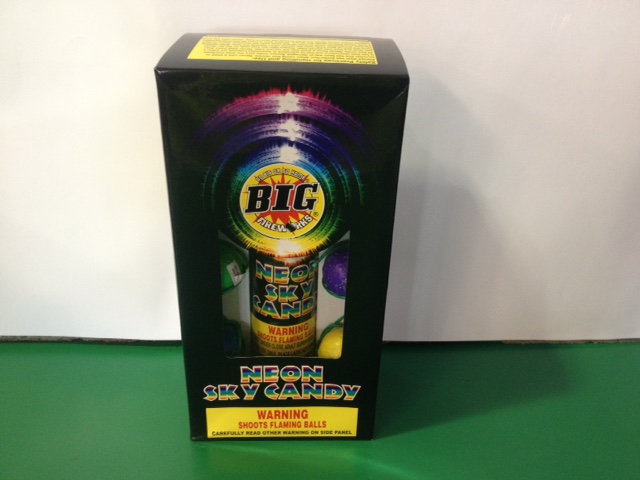 BIG
FIREWORKS
NEON
SKY
CANDY
WARNING
SHOOTS FLAMING BALLS
NEON
SKY CANDY
WARNING
SHOOTS FLAMING BALLS
CAREFULLY READ OTHER WARNING ON SIDE PANEL